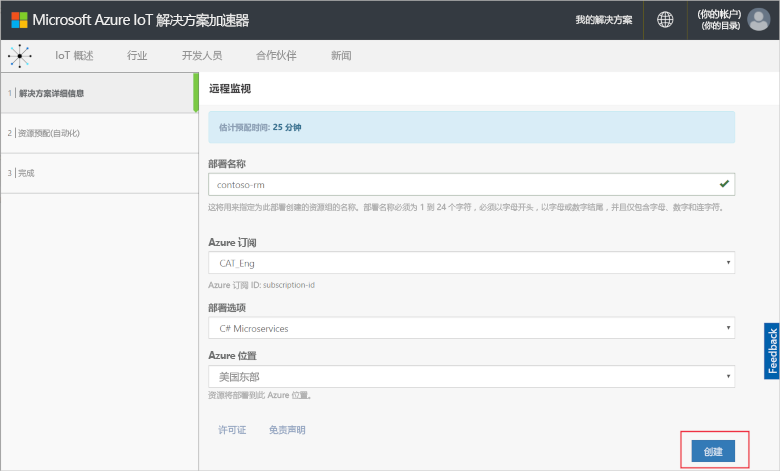 Microsoft Azure IoT 解决方案加速器
我的解决方案
(你的帐户)
(你的目录)
IoT 概述 行业 开发人员 合作伙伴 新闻
1 解决方案详细信息
2 资源预配(自动化)
3 完成
远程监视
估计预配时间: 25 分钟
部署名称
contoso-rm
这将用来指定为此部署创建的资源组的名称。部署名称必须为 1 到 24 个字符，必须以字母开头，以字母或数字结尾，并且仅包含字母、数字和连字符。
Azure 订阅
CAT_Eng
Azure 订阅 ID: subscription-id
部署选项
C# Microservices
Azure 位置
美国东部
资源将部署到此 Azure 位置。
许可证 免责声明
创建
Feedback